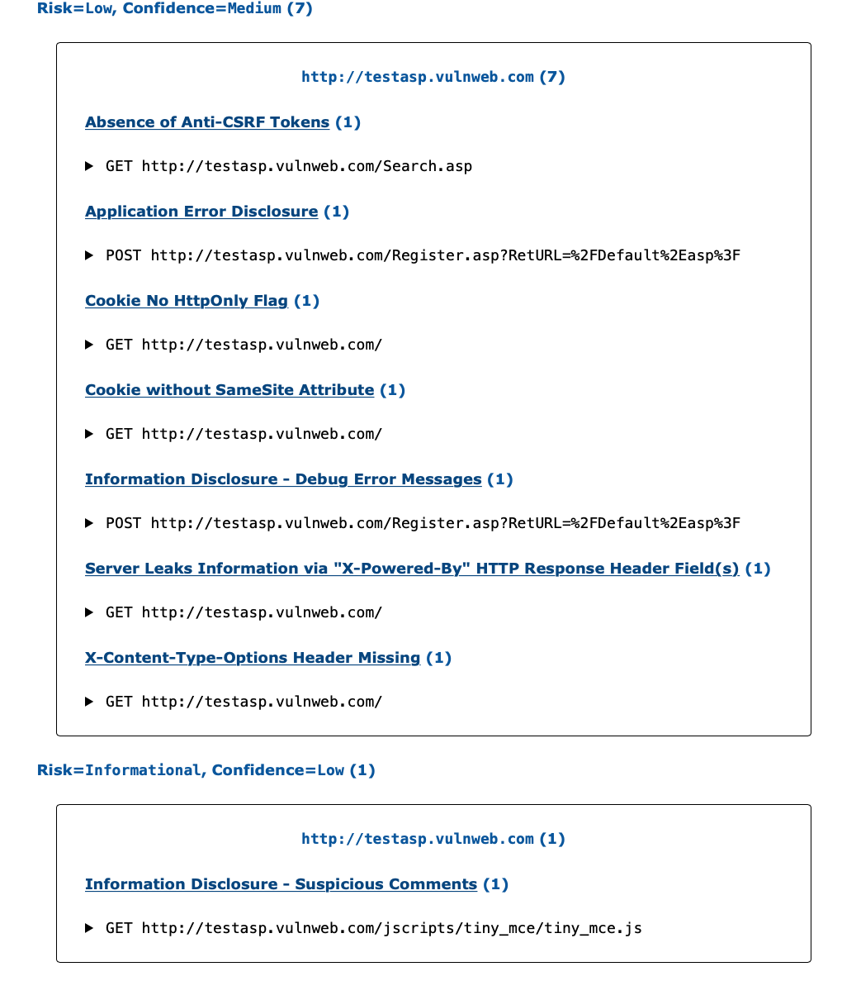 Risk=Low, Confidence=Medium (7)
http://testasp.vulnweb.com (7)
Absence of Anti-CSRF Tokens (1)
▶ GET http://testasp.vulnweb.com/Search.asp
Application Error Disclosure (1)
▶ POST http://testasp.vulnweb.com/Register.asp?RetURL=%2FDefault%2Easp%3F
Cookie No HttpOnly Flag (1)
▶ GET http://testasp.vulnweb.com/
Cookie without SameSite Attribute (1)
▶ GET http://testasp.vulnweb.com/
Information Disclosure - Debug Error Messages (1)
▶ POST http://testasp.vulnweb.com/Register.asp?RetURL=%2FDefault%2Easp%3F
Server Leaks Information via "X-Powered-By" HTTP Response Header Field(s) (1)
▶ GET http://testasp.vulnweb.com/
X-Content-Type-Options Header Missing (1)
▶ GET http://testasp.vulnweb.com/
Risk=Informational, Confidence=Low (1)
http://testasp.vulnweb.com (1)
Information Disclosure - Suspicious Comments (1)
▶ GET http://testasp.vulnweb.com/jscripts/tiny_mce/tiny_mce.js